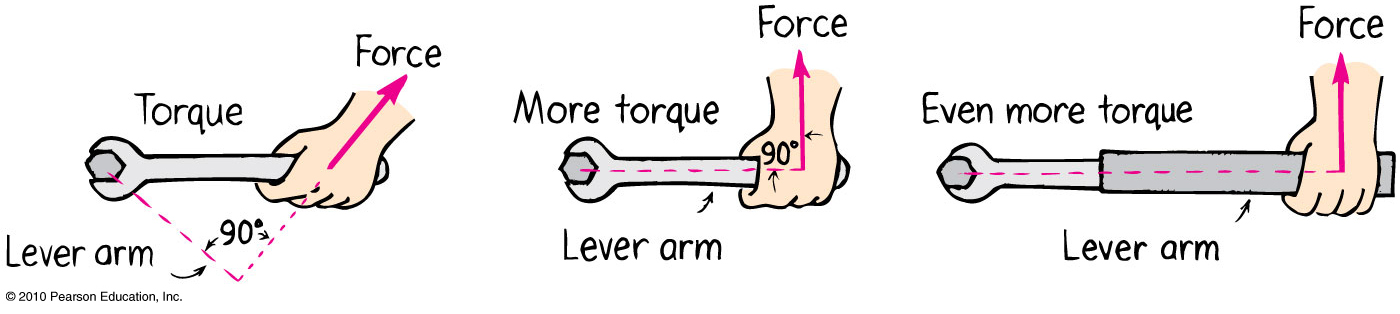 Force
Torque
90°
Lever arm
Force
More torque
90°
Lever arm
Force
Even more torque
Lever arm
© 2010 Pearson Education, Inc.